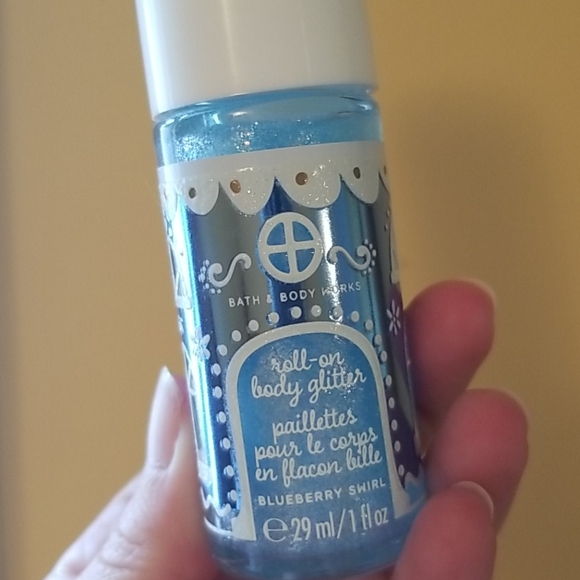 BATH & BODY WORKS
roll-on
body glitter
paillettes
pour le corps
en flacon bille
BLUEBERRY SWIRL
℮29 ml/1 fl oz